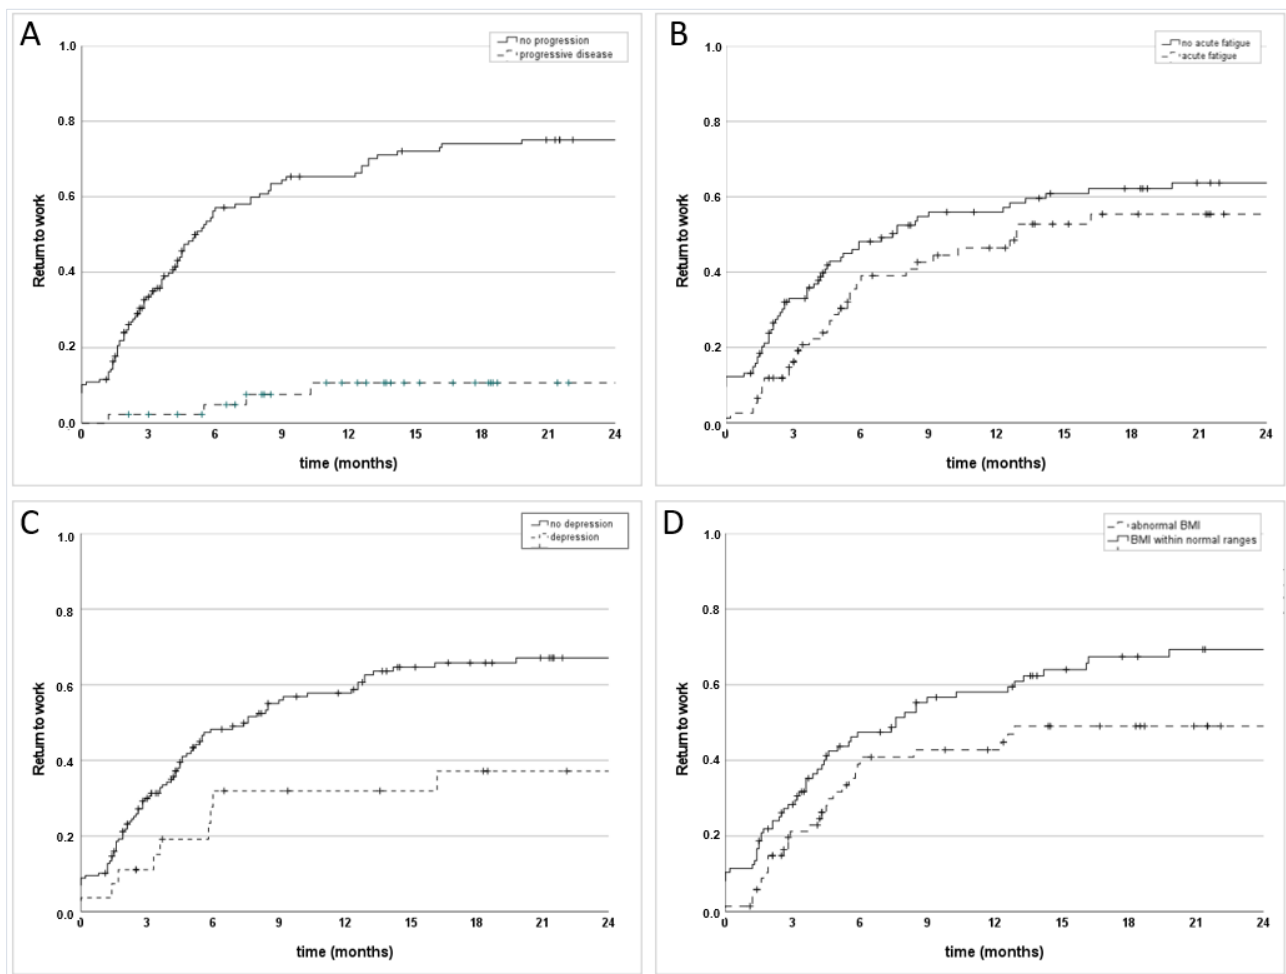 A
no progression
progressive disease
1.0
0.8
0.6
0.4
0.2
0.0
Return to work
0 3 6 9 12 15 18 21 24
time (months)
B
no acute fatigue
acute fatigue
1.0
0.8
0.6
0.4
0.2
0.0
Return to work
0 3 6 9 12 15 18 21 24
time (months)
C
no depression
depression
1.0
0.8
0.6
0.4
0.2
0.0
Return to work
0 3 6 9 12 15 18 21 24
time (months)
D
abnormal BMI
BMI within normal ranges
1.0
0.8
0.6
0.4
0.2
0.0
Return to work
0 3 6 9 12 15 18 21 24
time (months)